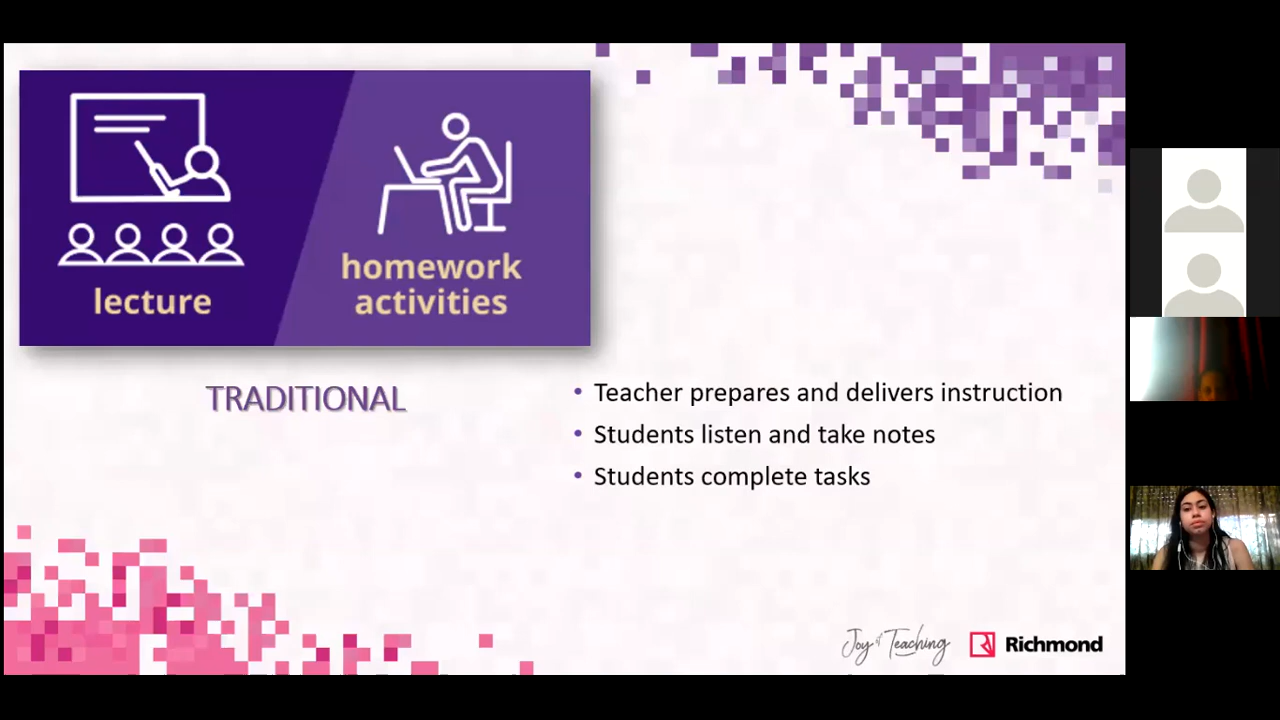 lecture
homework
activities
TRADITIONAL
• Teacher prepares and delivers instruction
• Students listen and take notes
• Students complete tasks
Joy of Teaching
Richmond